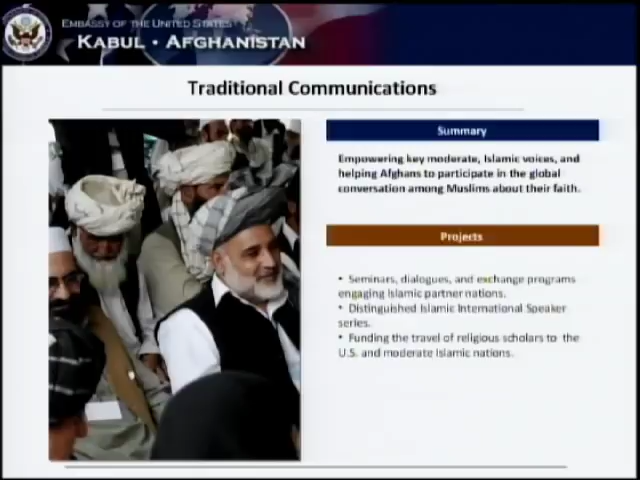 EMBASSY OF THE UNITED STATES
KABUL • AFGHANISTAN
Traditional Communications
Summary
Empowering key moderate, Islamic voices, and
helping Afghans to participate in the global
conversation among Muslims about their faith.
Projects
• Seminars, dialogues, and exchange programs
engaging Islamic partner nations.
• Distinguished Islamic International Speaker
series.
• Funding the travel of religious scholars to the
U.S. and moderate Islamic nations.